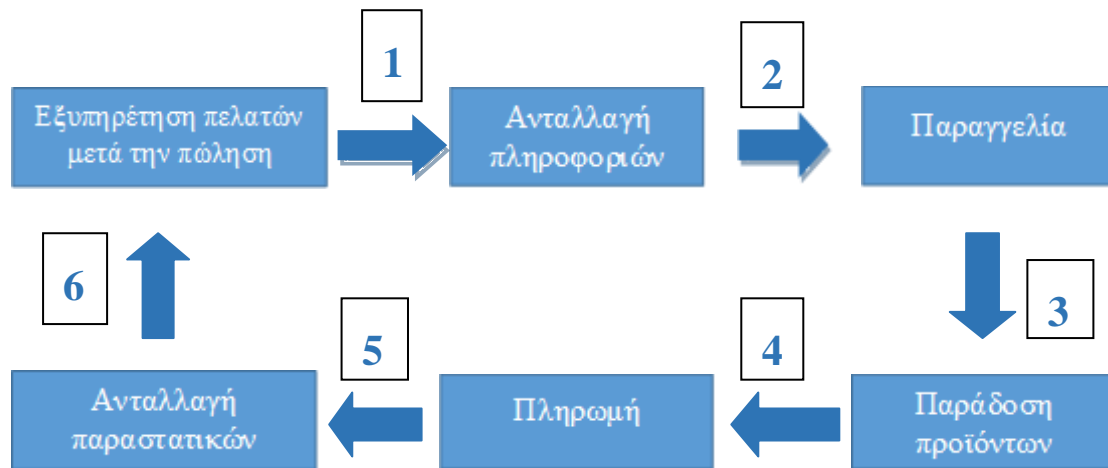 1
2
Εξυπηρέτηση πελατών
μετά την πώληση
Ανταλλαγή
πληροφοριών
Παραγγελία
3
Παράδοση
προϊόντων
4
Πληρωμή
5
Ανταλλαγή
παραστατικών
6